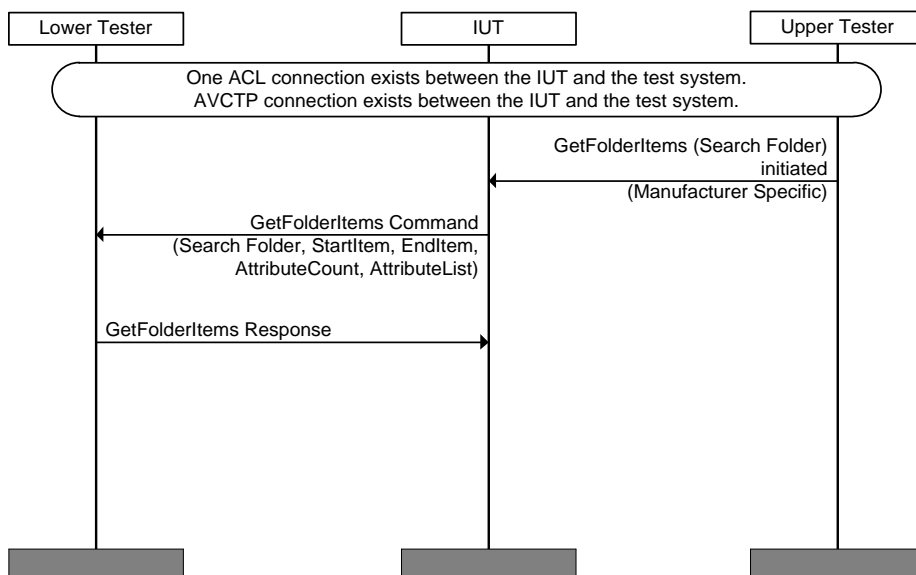 Lower Tester
IUT
Upper Tester
One ACL connection exists between the IUT and the test system.
AVCTP connection exists between the IUT and the test system.
GetFolderItems (Search Folder)
initiated
(Manufacturer Specific)
GetFolderItems Command
(Search Folder, StartItem, EndItem,
AttributeCount, AttributeList)
GetFolderItems Response